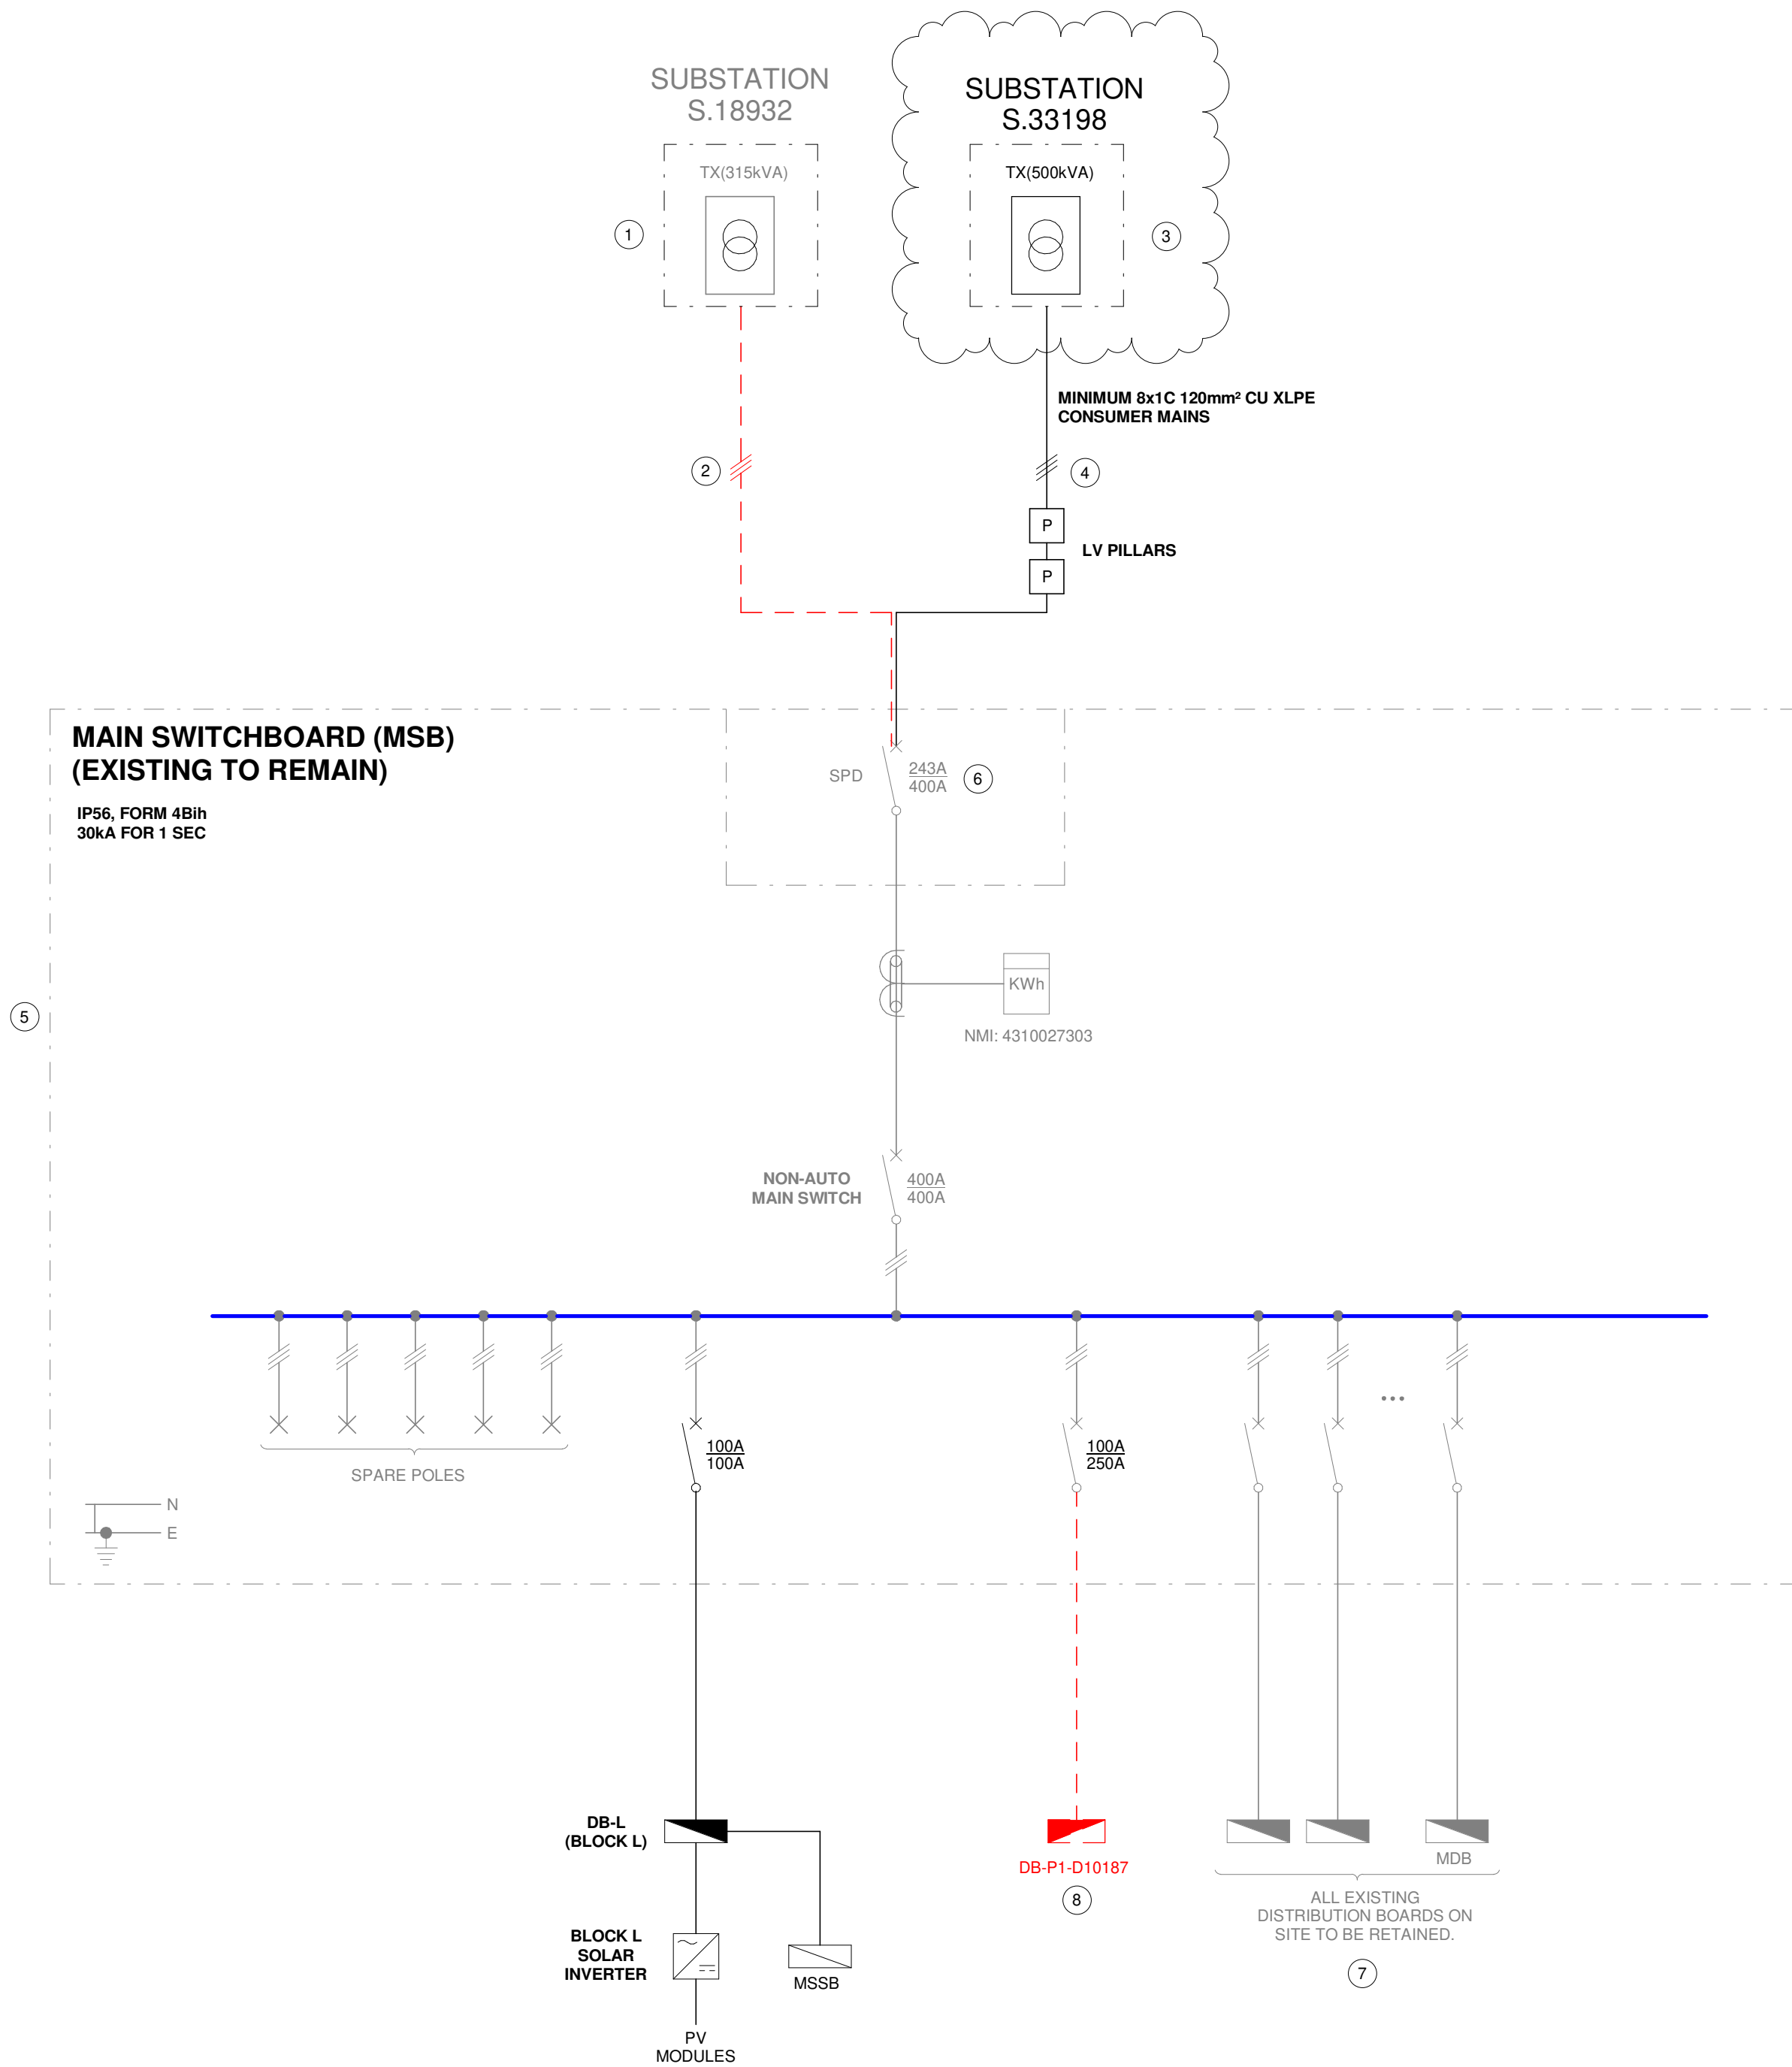 SUBSTATION
S.18932
TX(315kVA)
1
SUBSTATION
S.33198
TX(500kVA)
3
MINIMUM 8x1C 120mm² CU XLPE
CONSUMER MAINS
2
4
P
LV PILLARS
P
MAIN SWITCHBOARD (MSB)
(EXISTING TO REMAIN)
IP56, FORM 4Bih
30kA FOR 1 SEC
SPD
243A
400A
6
5
KWh
NMI: 4310027303
NON-AUTO
MAIN SWITCH
400A
400A
SPARE POLES
100A
100A
100A
250A
...
N
E
DB-L
(BLOCK L)
DB-P1-D10187
8
MDB
ALL EXISTING
DISTRIBUTION BOARDS ON
SITE TO BE RETAINED.
7
BLOCK L
SOLAR
INVERTER
MSSB
PV
MODULES